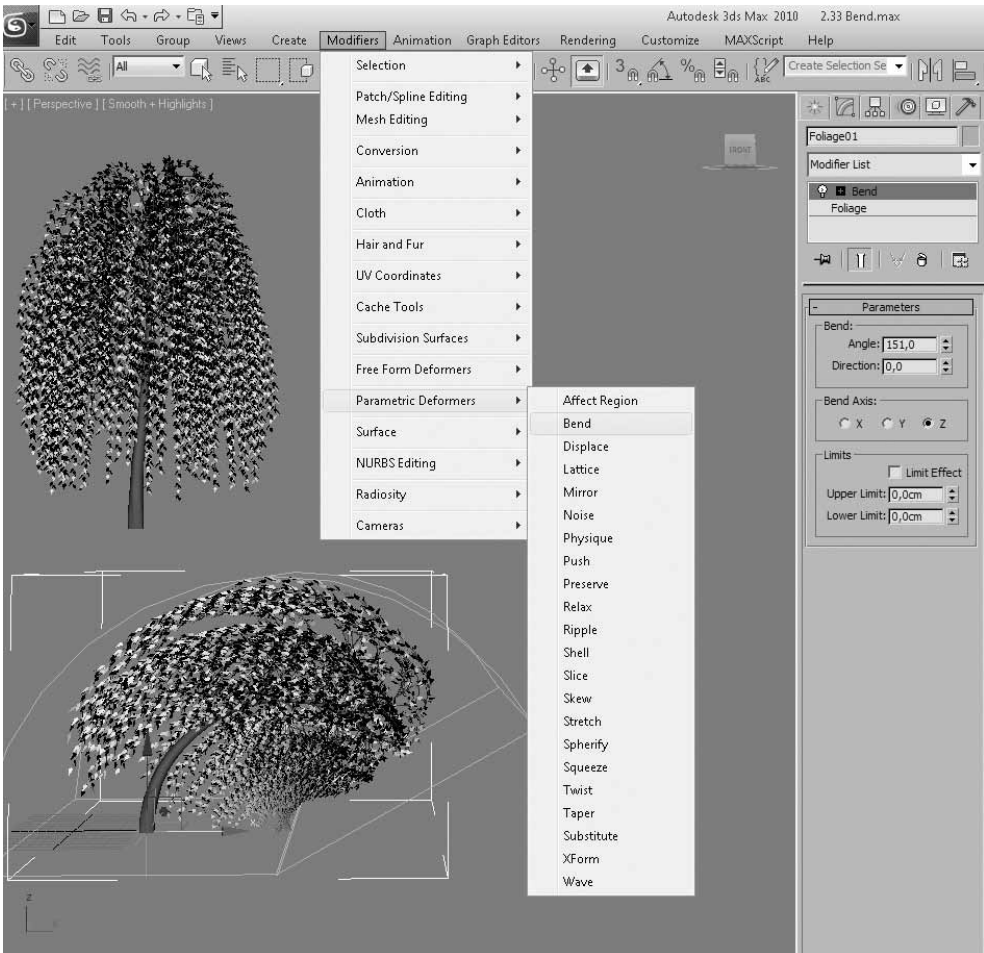 Autodesk 3ds Max 2010 2.33 Bend.max
Edit Tools Group Views Create Modifiers Animation Graph Editors Rendering Customize MAXScript Help
All
3
%
ABC
Create Selection Se
[ + ] [ Perspective ] [ Smooth + Highlights ]
FRONT
Selection
Patch/Spline Editing
Mesh Editing
Conversion
Animation
Cloth
Hair and Fur
UV Coordinates
Cache Tools
Subdivision Surfaces
Free Form Deformers
Parametric Deformers
Surface
NURBS Editing
Radiosity
Cameras
Affect Region
Bend
Displace
Lattice
Mirror
Noise
Physique
Push
Preserve
Relax
Ripple
Shell
Slice
Skew
Stretch
Spherify
Squeeze
Twist
Taper
Substitute
XForm
Wave
Foliage01
Modifier List
Bend
Foliage
- Parameters
Bend:
Angle: 151,0
Direction: 0,0
Bend Axis:
X Y Z
Limits
Limit Effect
Upper Limit: 0,0cm
Lower Limit: 0,0cm
z